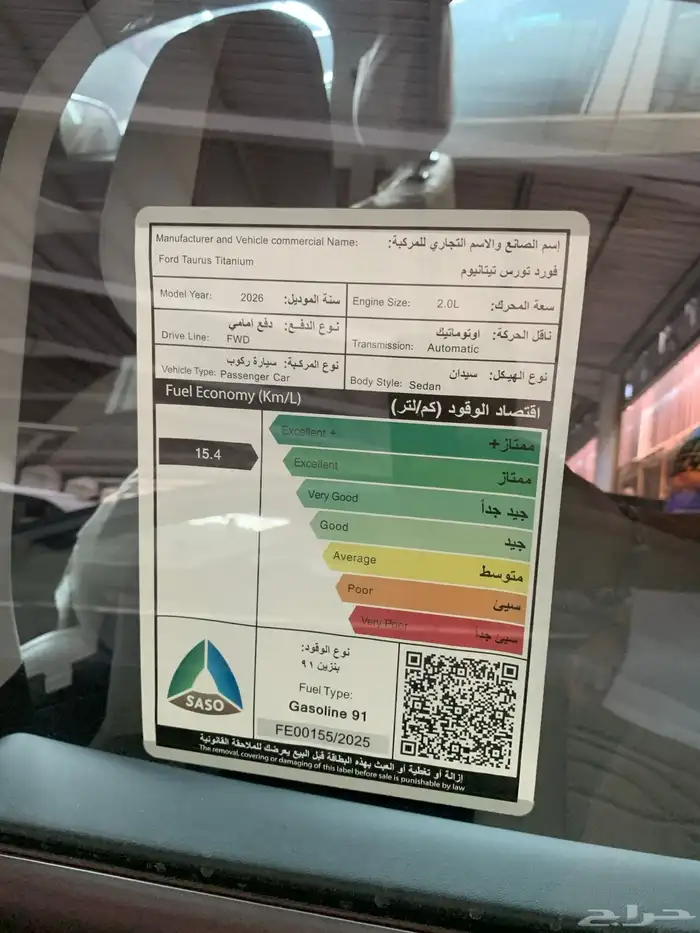 Manufacturer and Vehicle commercial Name: إسم الصانع والاسم التجاري للمركبة:
Ford Taurus Titanium فورد تورس تيتانيوم
Model Year: 2026 سنة الموديل:
Engine Size: 2.0L سعة المحرك:
نوع الدفع: دفع أمامي
Drive Line: FWD
ناقل الحركة: أوتوماتيك
Transmission: Automatic
نوع المركبة: سيارة ركوب
Vehicle Type: Passenger Car
نوع الهيكل: سيدان
Body Style: Sedan
Fuel Economy (Km/L) اقتصاد الوقود (كم/لتر)
15.4
Excellent + ممتاز+
Excellent ممتاز
Very Good جيد جداً
Good جيد
Average متوسط
Poor سيئ
Very Poor سيئ جداً
SASO
نوع الوقود:
بنزين ٩١
Fuel Type:
Gasoline 91
FE00155/2025
إزالة أو تغطية أو العبث بهذه البطاقة قبل البيع يعرضك للملاحقة القانونية
The removal, covering or damaging of this label before sale is punishable by law
حراج